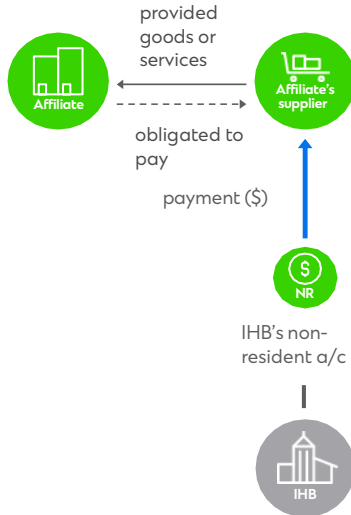 provided
goods or
services
Affiliate
Affiliate's
supplier
obligated to
pay
payment ($)
$
NR
IHB's non-
resident a/c
IHB